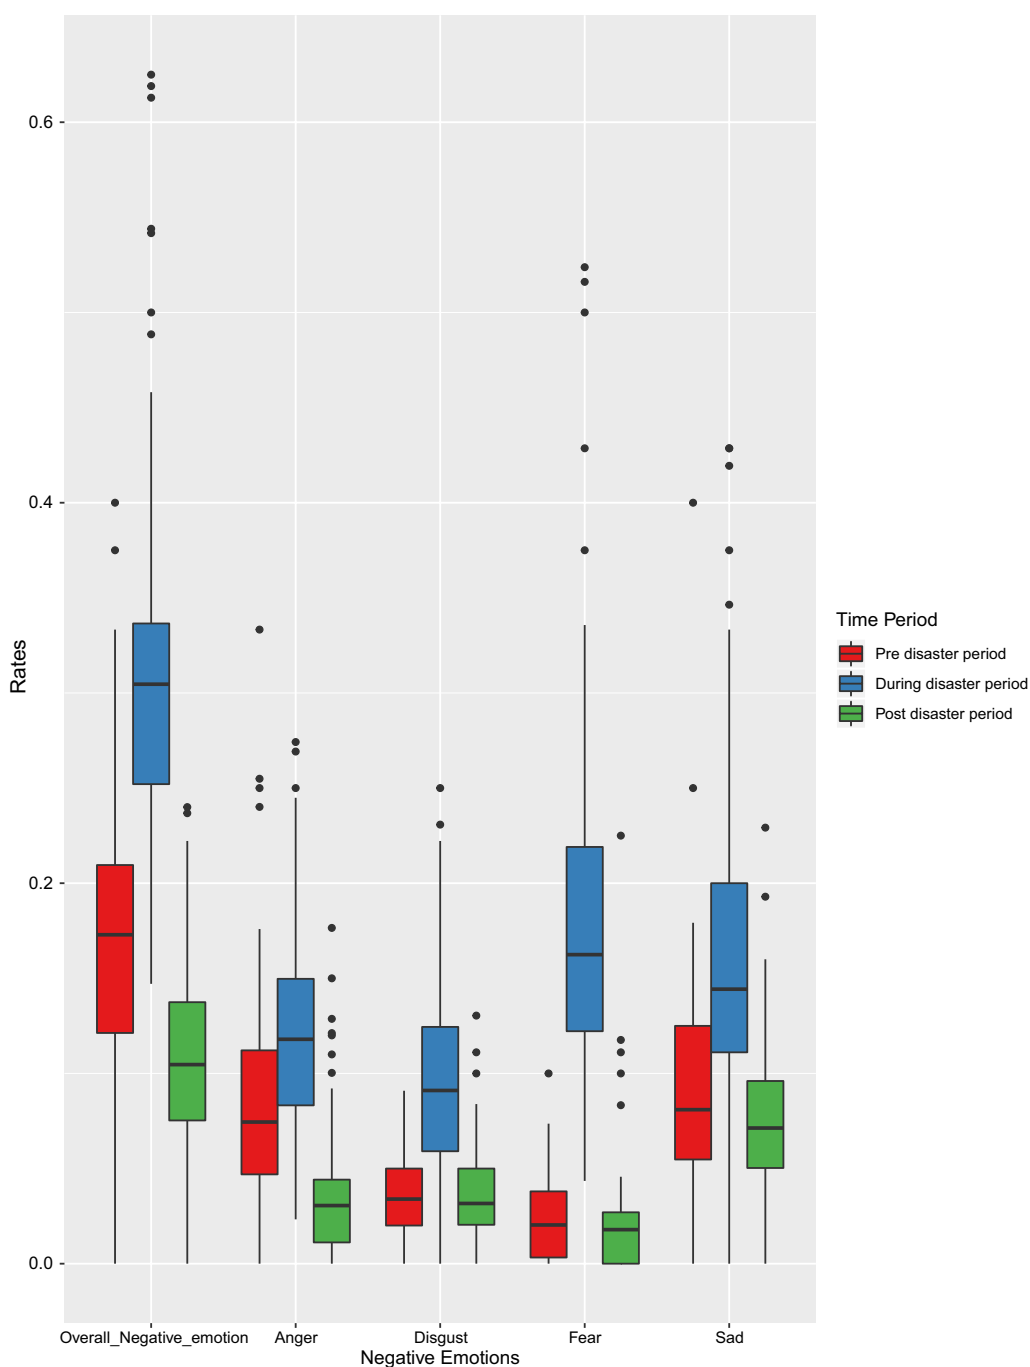 0.6
0.4
0.2
0.0
Rates
Overall_Negative_emotion
Anger
Disgust
Fear
Sad
Negative Emotions
Time Period
Pre disaster period
During disaster period
Post disaster period